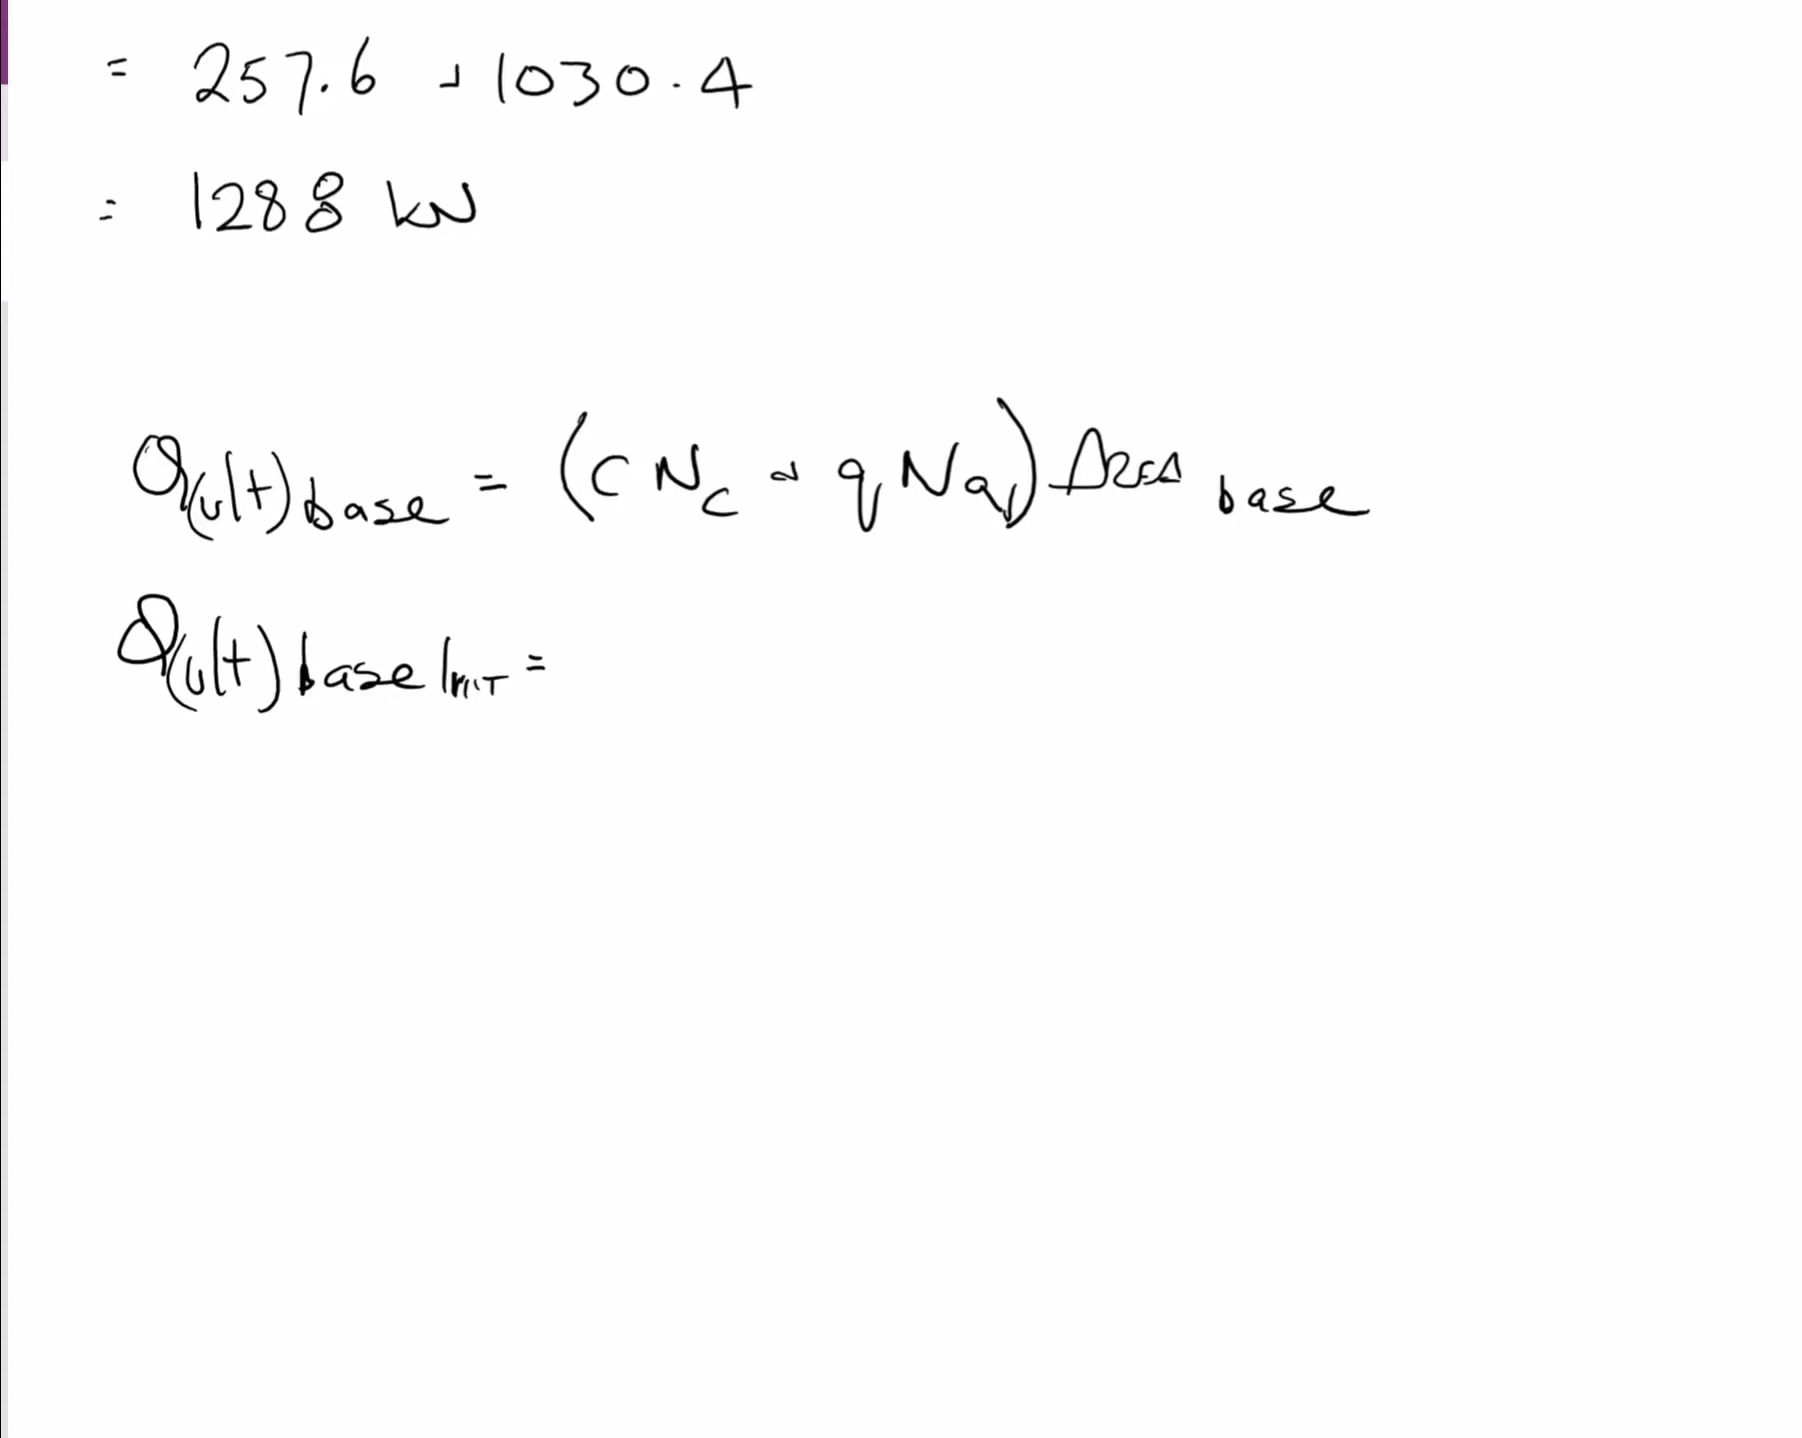 = 257.6 + 1030.4
= 1288 kN
Q(ult) base = (C Nc + q Nq) Area base
Q(ult) base limit =